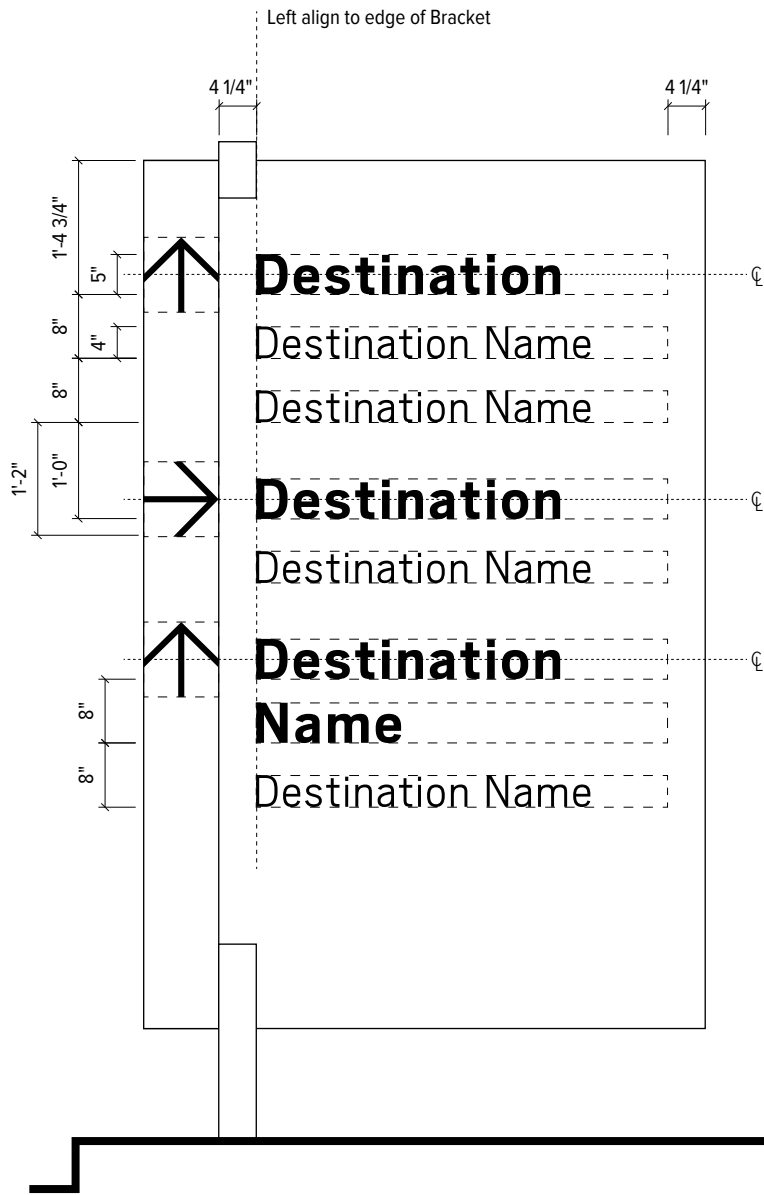 Left align to edge of Bracket
4 1/4" 4 1/4"
1'-4 3/4"
5"
Destination ℄
8"
4"
Destination Name
8"
Destination Name
1'-2"
1'-0"
Destination ℄
Destination Name
Destination ℄
8"
Name
8"
Destination Name